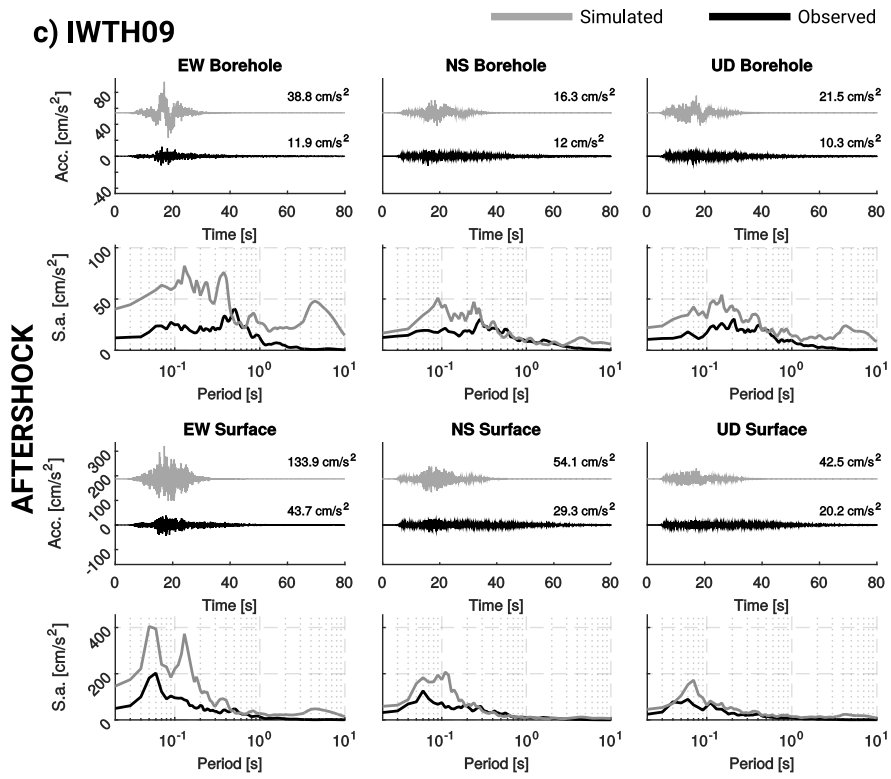 Simulated Observed
c) IWTH09
EW Borehole NS Borehole UD Borehole
Acc. [cm/s²]
80
40
0
-40
38.8 cm/s² 16.3 cm/s² 21.5 cm/s²
11.9 cm/s² 12 cm/s² 10.3 cm/s²
0 20 40 60 80 0 20 40 60 80 0 20 40 60 80
Time [s] Time [s] Time [s]
S.a. [cm/s²]
100
50
0
10⁻¹ 10⁰ 10¹ 10⁻¹ 10⁰ 10¹ 10⁻¹ 10⁰ 10¹
Period [s] Period [s] Period [s]
AFTERSHOCK
EW Surface NS Surface UD Surface
Acc. [cm/s²]
300
200
100
0
-100
133.9 cm/s² 54.1 cm/s² 42.5 cm/s²
43.7 cm/s² 29.3 cm/s² 20.2 cm/s²
0 20 40 60 80 0 20 40 60 80 0 20 40 60 80
Time [s] Time [s] Time [s]
S.a. [cm/s²]
400
200
0
10⁻¹ 10⁰ 10¹ 10⁻¹ 10⁰ 10¹ 10⁻¹ 10⁰ 10¹
Period [s] Period [s] Period [s]